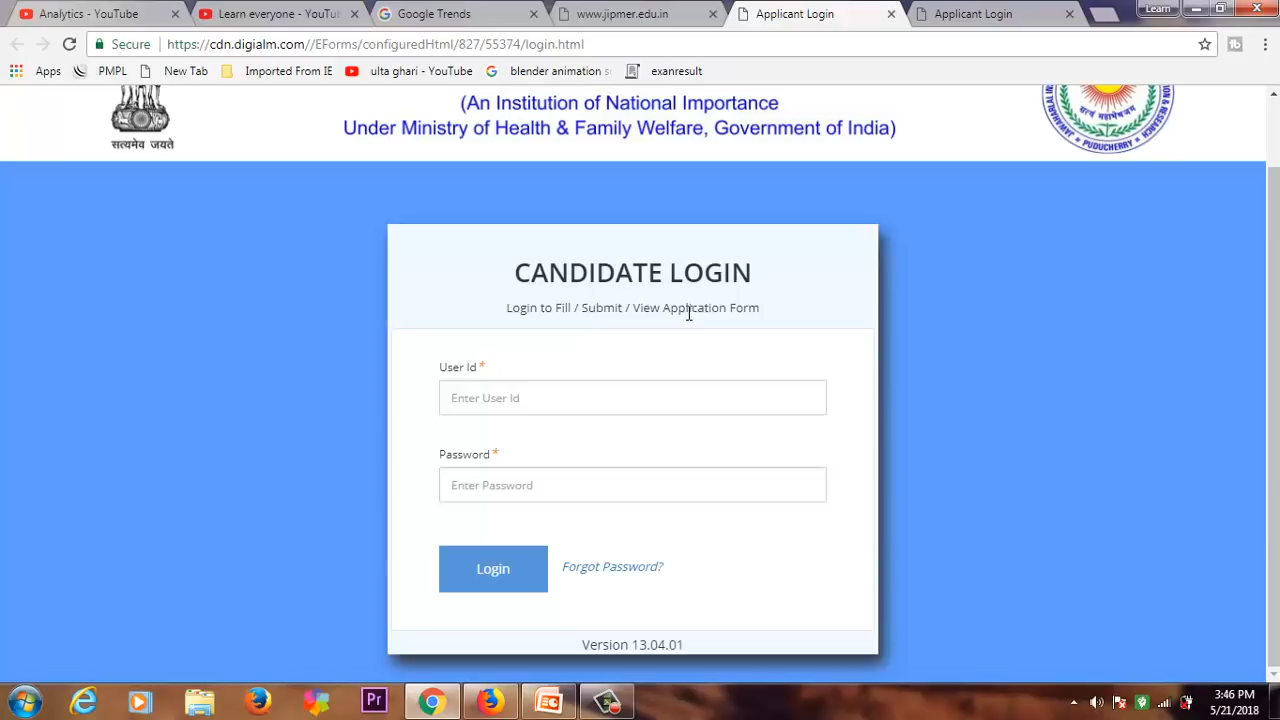 Analytics - YouTube
Learn everyone - YouTu
Google Trends
www.jipmer.edu.in
Applicant Login
Applicant Login
Learn
Secure
https://cdn.digialm.com//EForms/configuredHtml/827/55374/login.html
Apps
PMPL
New Tab
Imported From IE
ulta ghari - YouTube
blender animation s
exanresult
सत्यमेव जयते
(An Institution of National Importance
Under Ministry of Health & Family Welfare, Government of India)
PUDUCHERRY
CANDIDATE LOGIN
Login to Fill / Submit / View Application Form
User Id *
Enter User Id
Password *
Enter Password
Login
Forgot Password?
Version 13.04.01
Pr
3:46 PM
5/21/2018